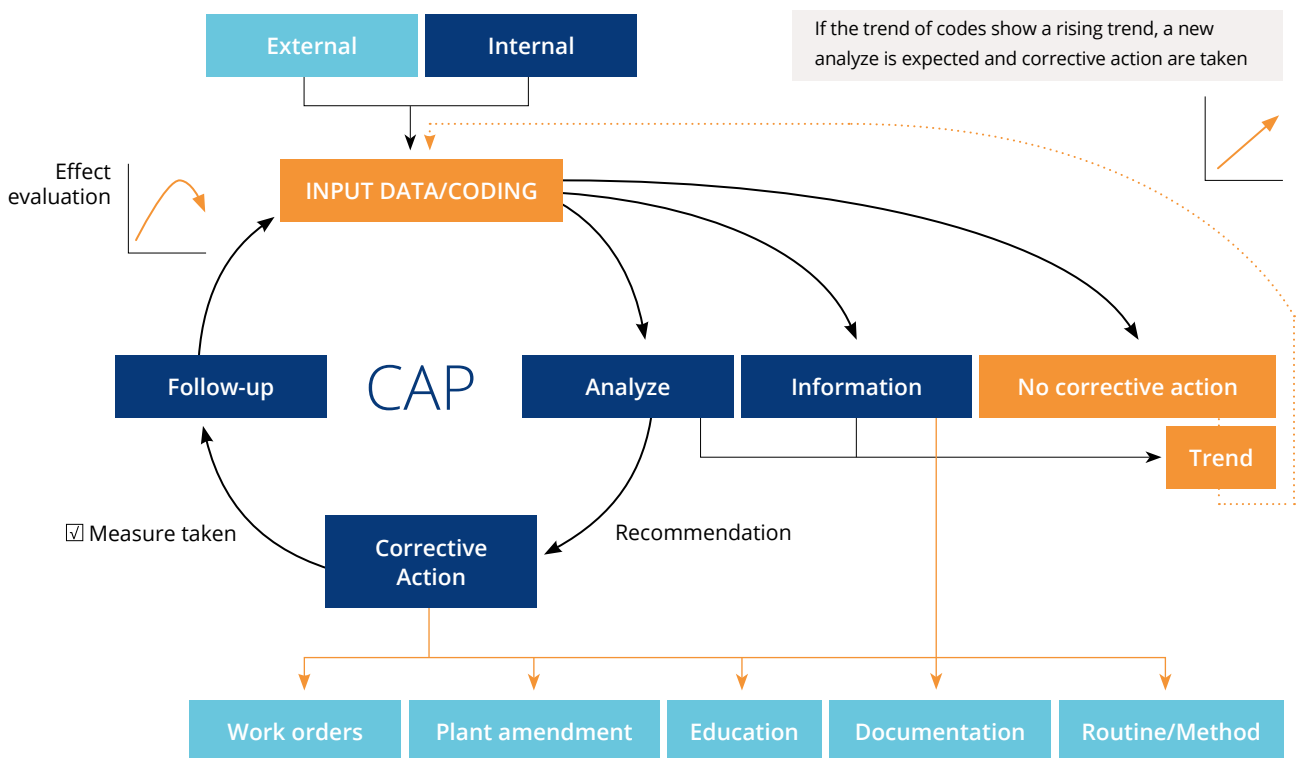 External
Internal
If the trend of codes show a rising trend, a new
analyze is expected and corrective action are taken
Effect
evaluation
INPUT DATA/CODING
Follow-up
CAP
Analyze
Information
No corrective action
Trend
☑ Measure taken
Recommendation
Corrective
Action
Work orders
Plant amendment
Education
Documentation
Routine/Method